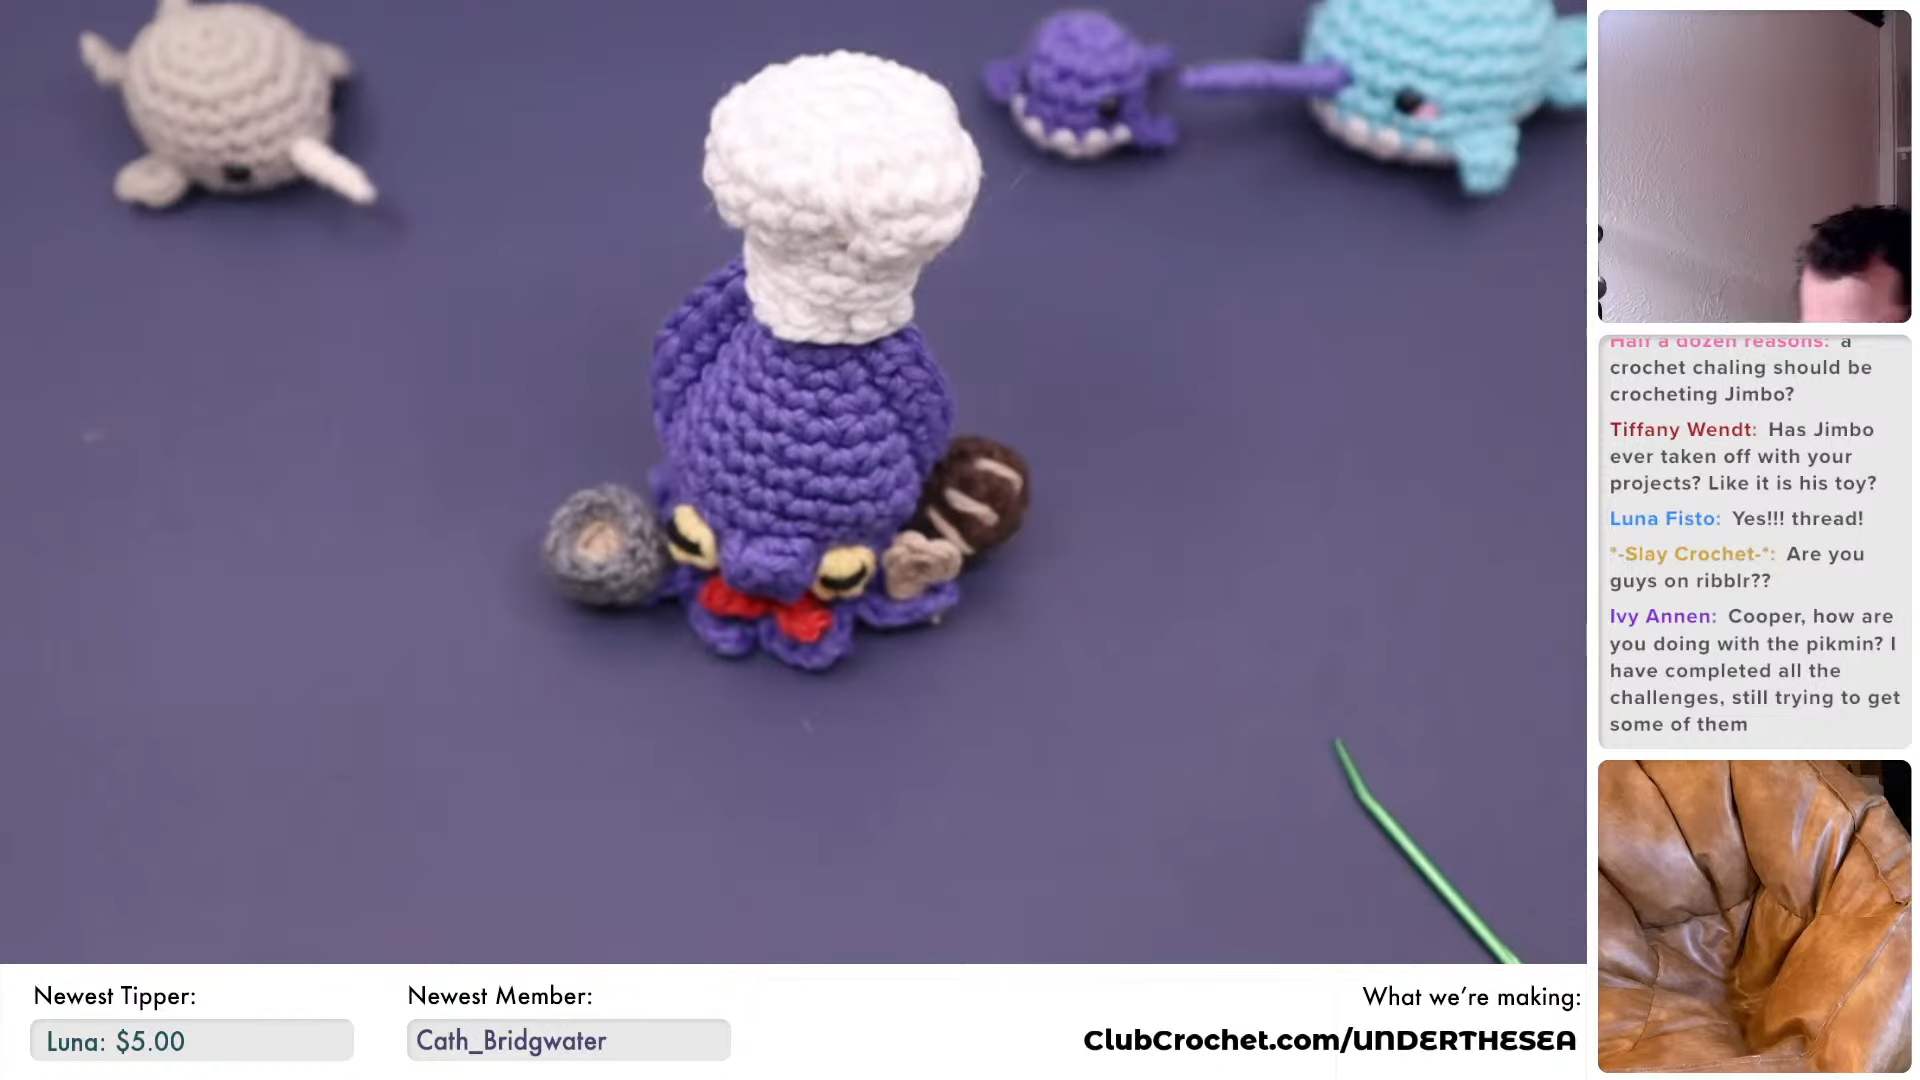 Half a dozen reasons: a
crochet chaling should be
crocheting Jimbo?
Tiffany Wendt: Has Jimbo
ever taken off with your
projects? Like it is his toy?
Luna Fisto: Yes!!! thread!
*-Slay Crochet-*: Are you
guys on ribblr??
Ivy Annen: Cooper, how are
you doing with the pikmin? I
have completed all the
challenges, still trying to get
some of them
Newest Tipper:
Luna: $5.00
Newest Member:
Cath_Bridgwater
What we're making:
ClubCrochet.com/UNDERTHESEA